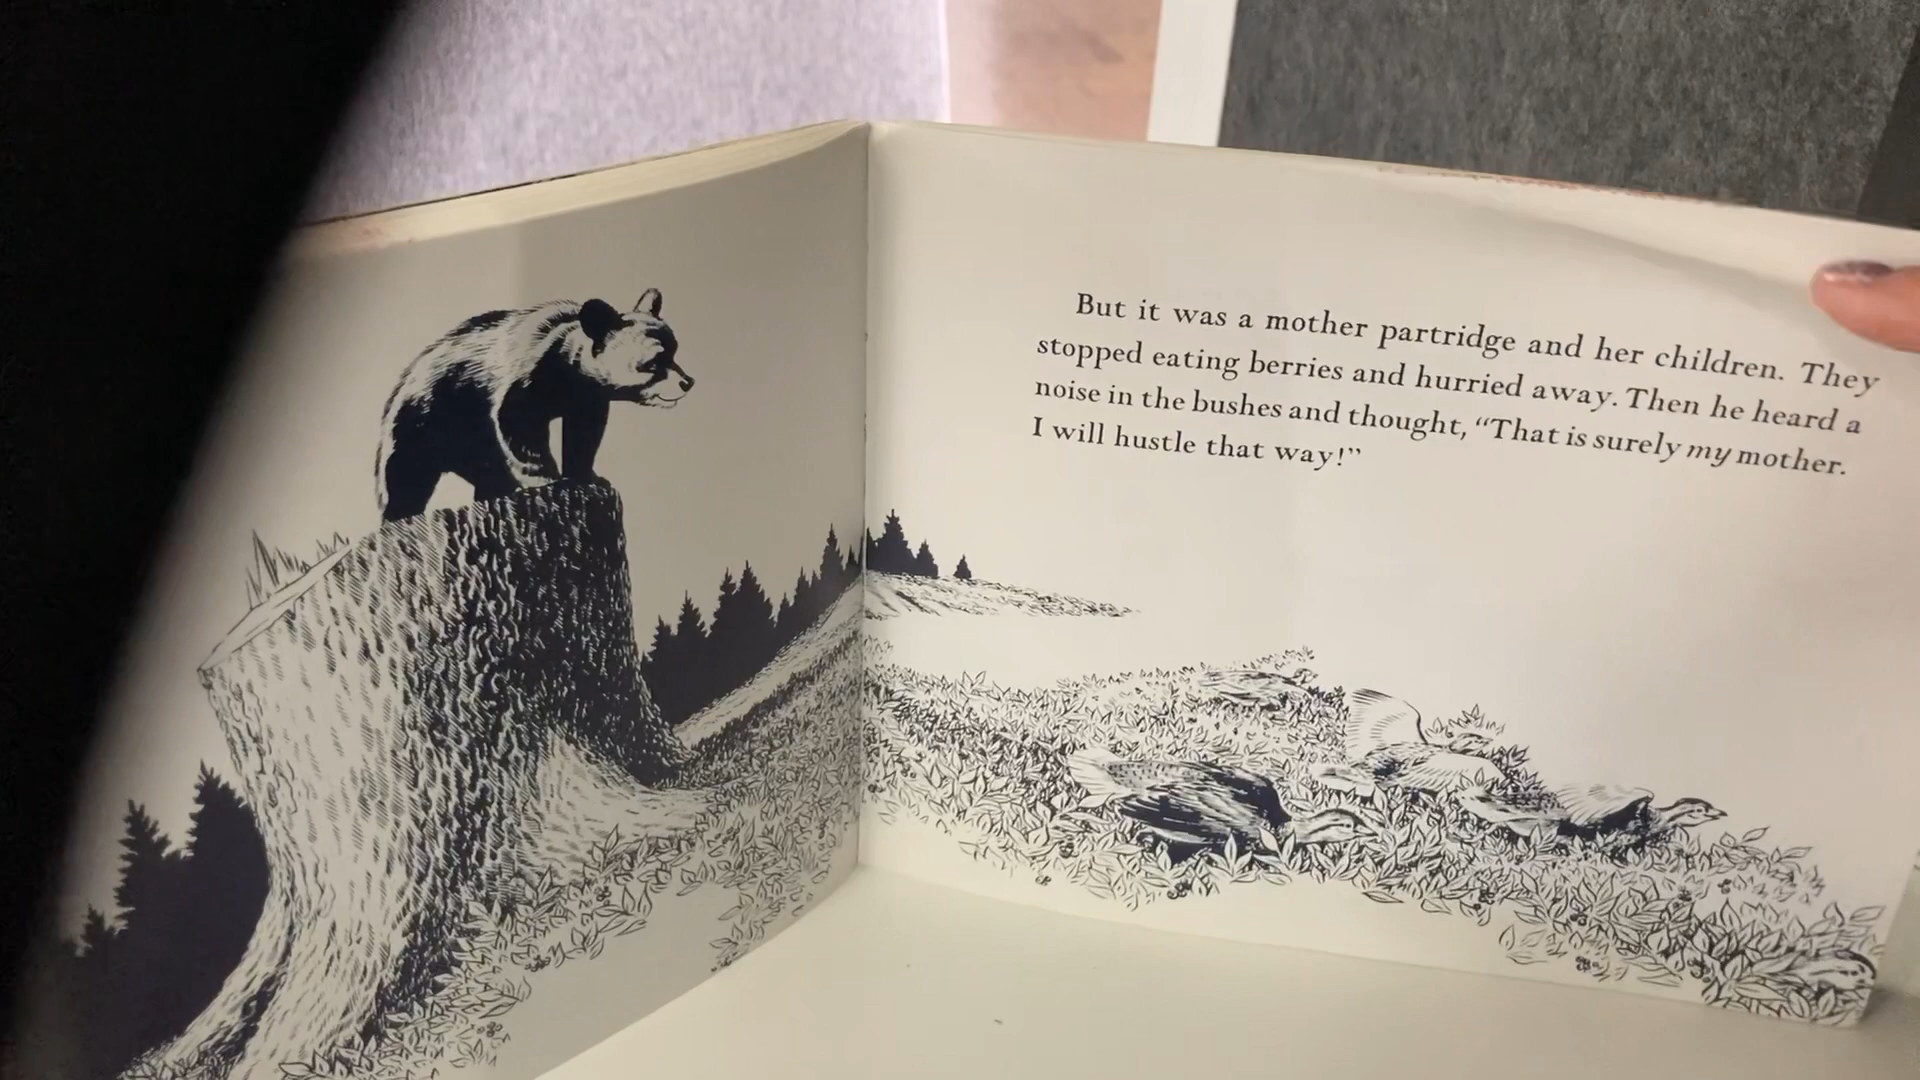 But it was a mother partridge and her children. They
stopped eating berries and hurried away. Then he heard a
noise in the bushes and thought, “That is surely my mother.
I will hustle that way!”